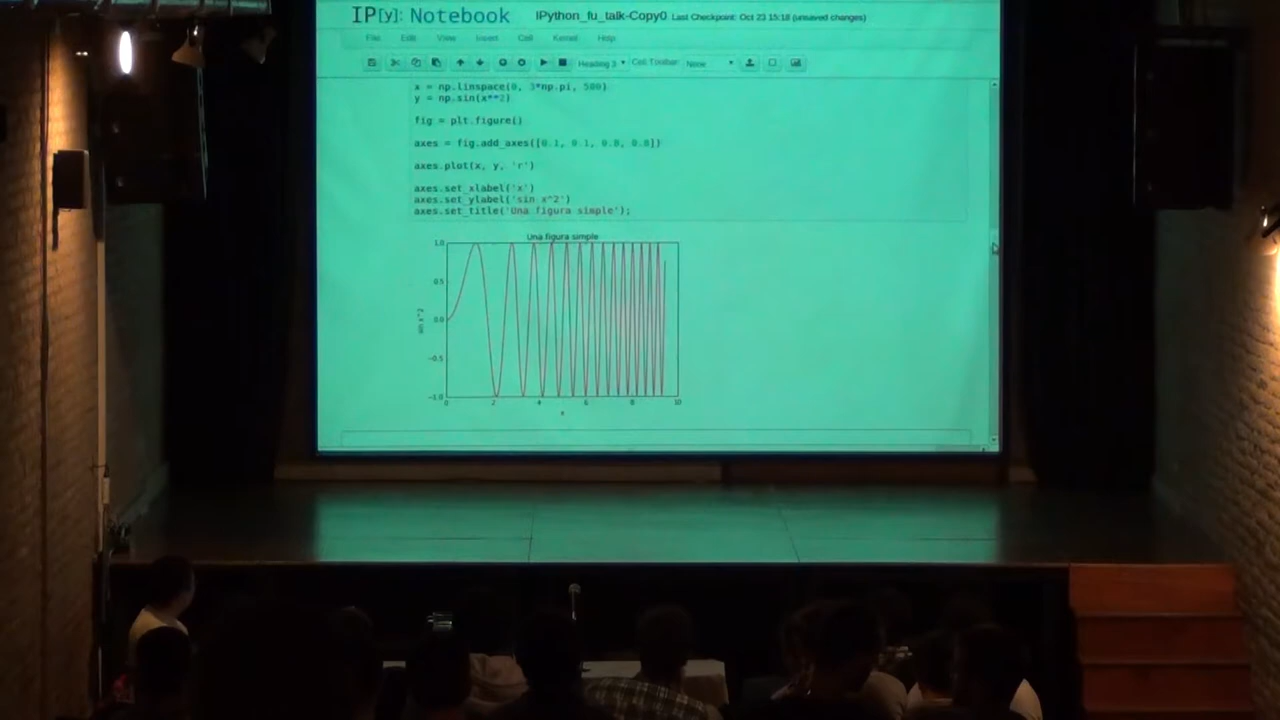 IP[y]: Notebook IPython_fu_talk-Copy0 Last Checkpoint: Oct 23 15:18 (unsaved changes)
File Edit View Insert Cell Kernel Help
Heading 3 Cell Toolbar: None
x = np.linspace(0, 3*np.pi, 500)
y = np.sin(x**2)
fig = plt.figure()
axes = fig.add_axes([0.1, 0.1, 0.8, 0.8])
axes.plot(x, y, 'r')
axes.set_xlabel('x')
axes.set_ylabel('sin x^2')
axes.set_title('Una figura simple');
Una figura simple
1.0
0.5
0.0
sin x^2
−0.5
−1.0
0 2 4 6 8 10
x